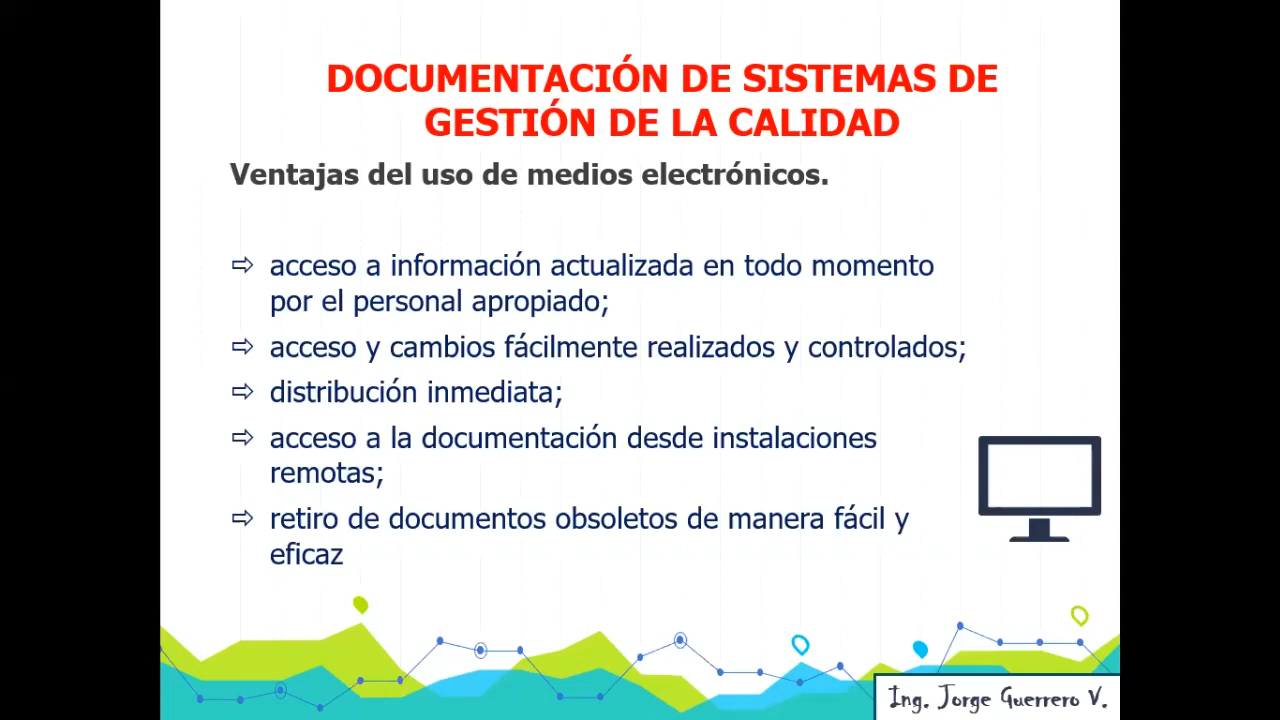 DOCUMENTACIÓN DE SISTEMAS DE
GESTIÓN DE LA CALIDAD
Ventajas del uso de medios electrónicos.
⇨ acceso a información actualizada en todo momento
por el personal apropiado;
⇨ acceso y cambios fácilmente realizados y controlados;
⇨ distribución inmediata;
⇨ acceso a la documentación desde instalaciones
remotas;
⇨ retiro de documentos obsoletos de manera fácil y
eficaz
Ing. Jorge Guerrero V.